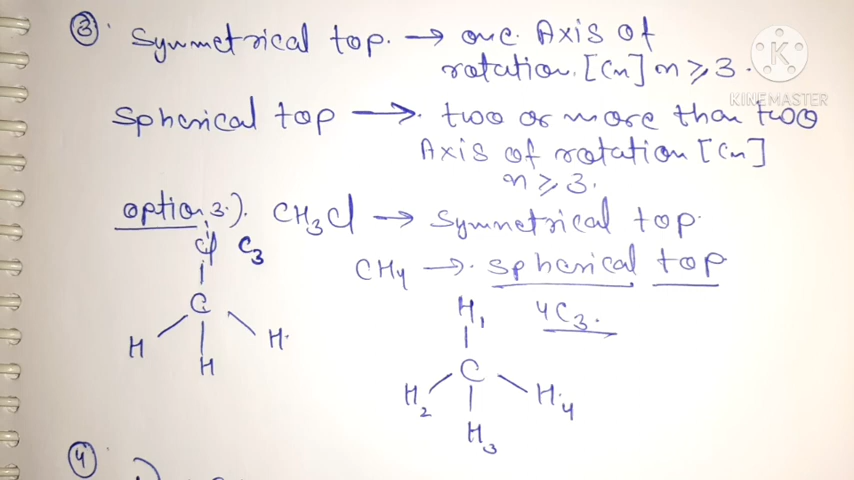 ③. Symmetrical top. → one Axis of
rotation. [Cn] n ≥ 3.
KINEMASTER
Spherical top → two or more than two
Axis of rotation [Cn]
n ≥ 3.
option 3.). CH3Cl → Symmetrical top.
Cl C3
CH4 → spherical top
H1 4C3.
C
C
H H
H
H2 H4
H3
④